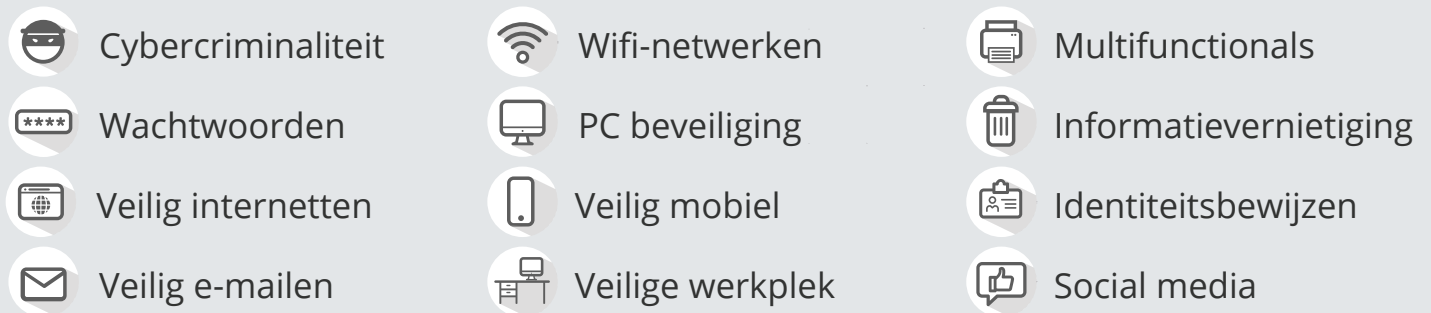 Cybercriminaliteit
Wachtwoorden
****
Veilig internetten
Veilig e-mailen
Wifi-netwerken
PC beveiliging
Veilig mobiel
Veilige werkplek
Multifunctionals
Informatievernietiging
Identiteitsbewijzen
Social media